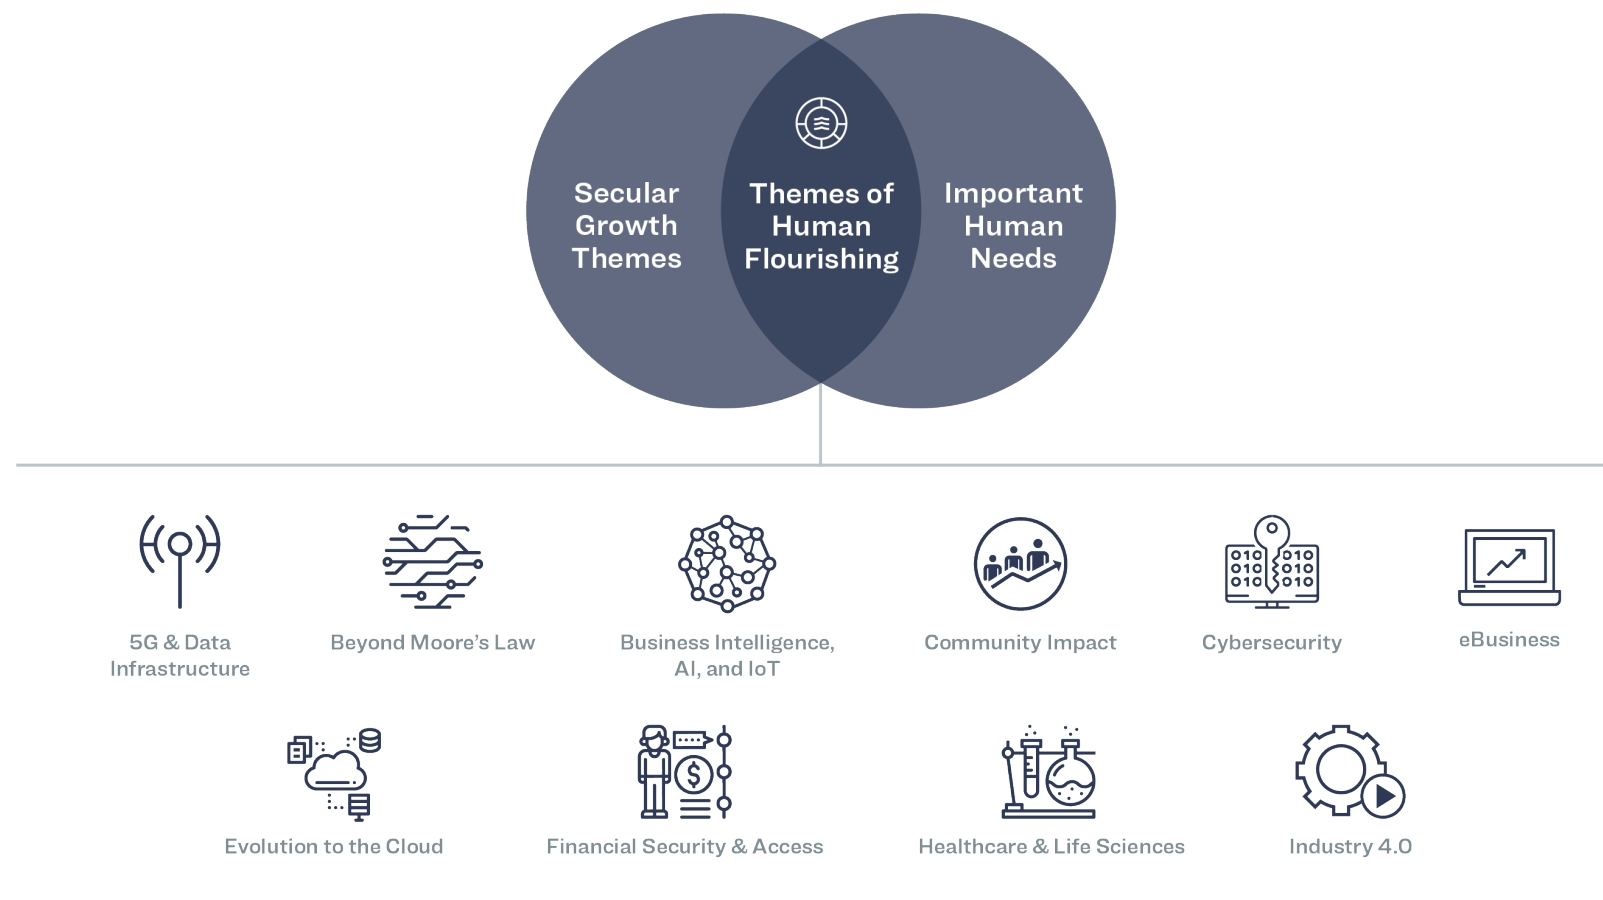 Secular
Growth
Themes
Themes of
Human
Flourishing
Important
Human
Needs
5G & Data
Infrastructure
Beyond Moore’s Law
Business Intelligence,
AI, and IoT
Community Impact
Cybersecurity
eBusiness
Evolution to the Cloud
Financial Security & Access
Healthcare & Life Sciences
Industry 4.0